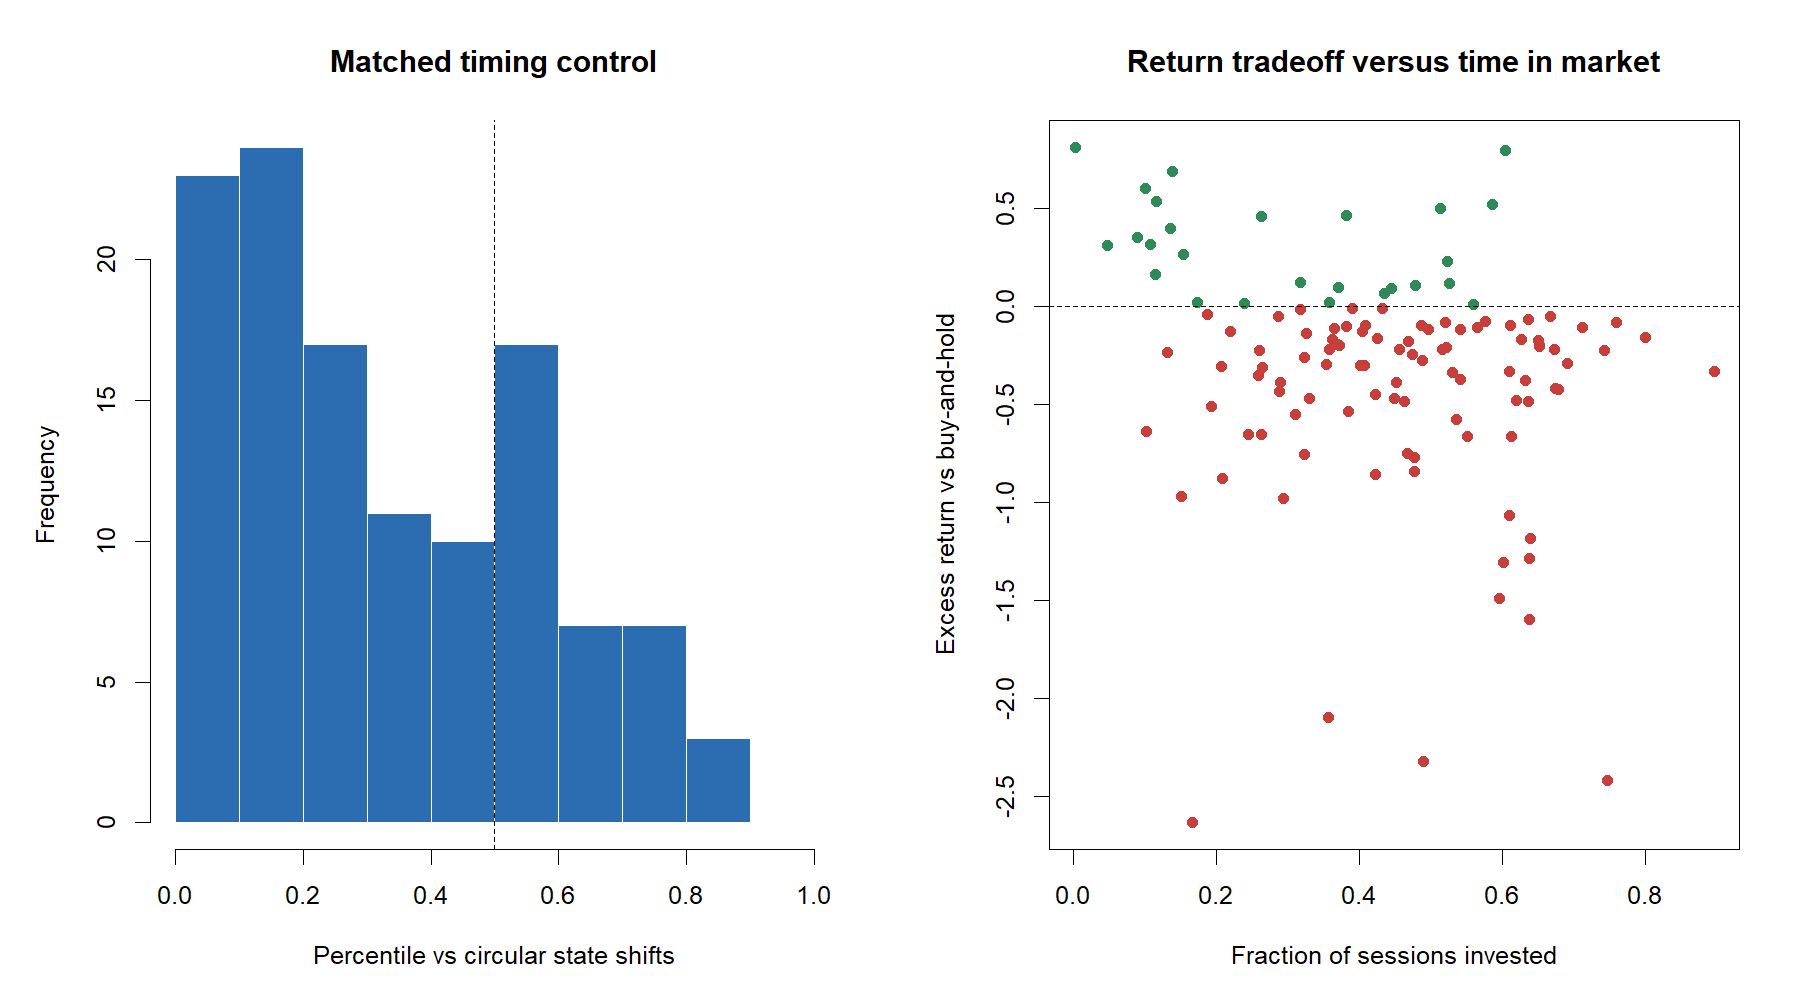 Matched timing control
Frequency
20
15
10
5
0
0.0 0.2 0.4 0.6 0.8 1.0
Percentile vs circular state shifts
Return tradeoff versus time in market
Excess return vs buy-and-hold
0.5
0.0
-0.5
-1.0
-1.5
-2.0
-2.5
0.0 0.2 0.4 0.6 0.8
Fraction of sessions invested